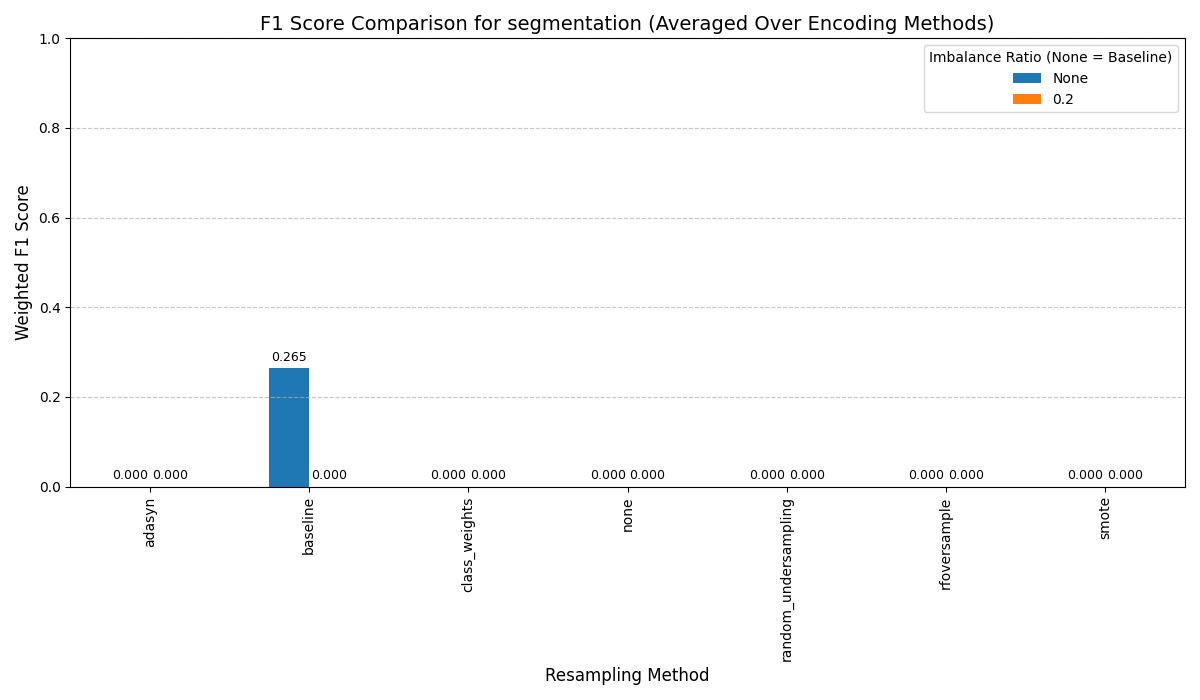 F1 Score Comparison for segmentation (Averaged Over Encoding Methods)
Imbalance Ratio (None = Baseline)
None
0.2
Weighted F1 Score
1.0
0.8
0.6
0.4
0.2
0.0
0.000 0.000
0.265
0.000
0.000 0.000
0.000 0.000
0.000 0.000
0.000 0.000
0.000 0.000
adasyn
baseline
class_weights
none
random_undersampling
rfoversample
smote
Resampling Method